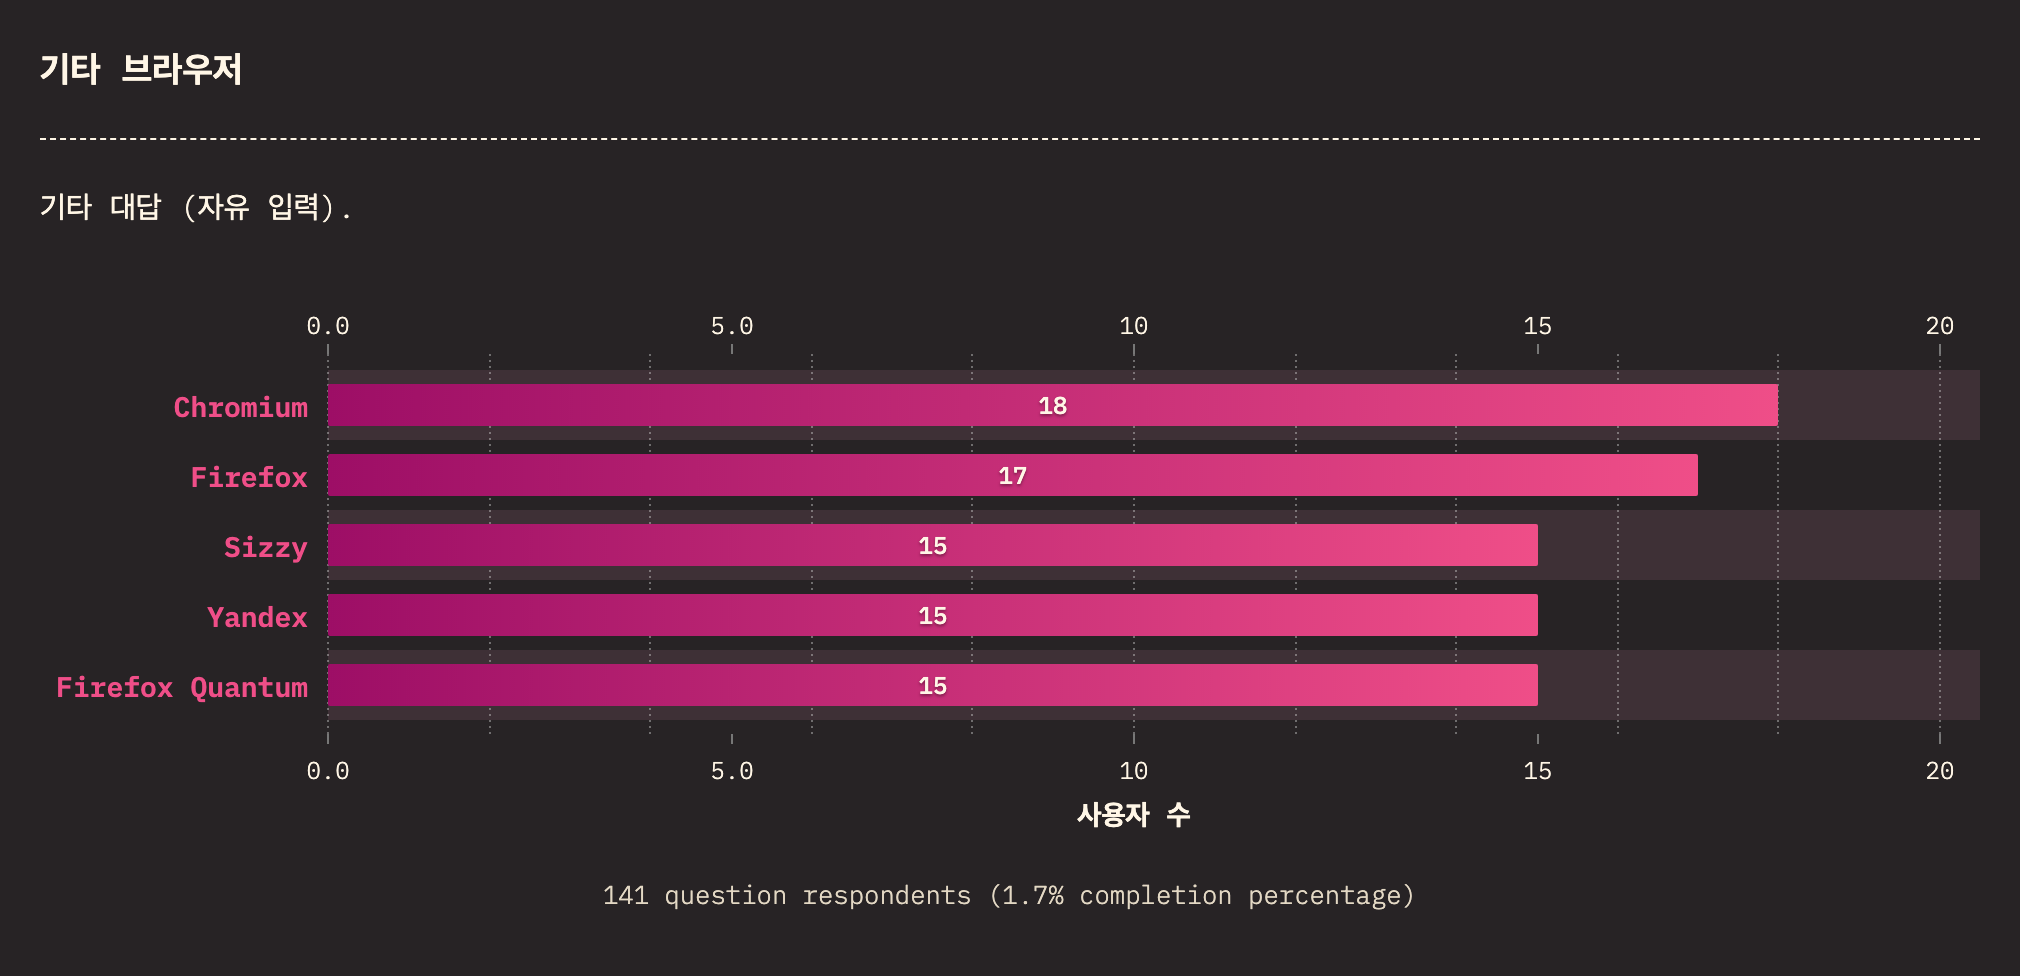 기타 브라우저
기타 대답 (자유 입력).
0.0 5.0 10 15 20
Chromium 18
Firefox 17
Sizzy 15
Yandex 15
Firefox Quantum 15
0.0 5.0 10 15 20
사용자 수
141 question respondents (1.7% completion percentage)